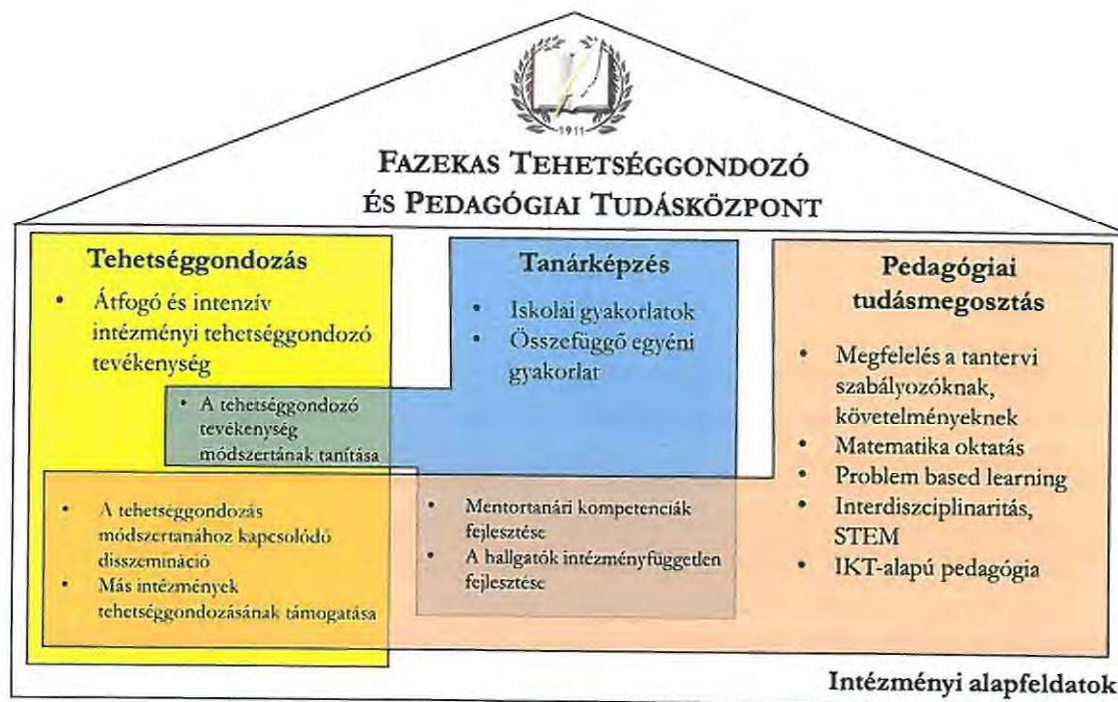 1911
FAZEKAS TEHETSÉGGONDOZÓ
ÉS PEDAGÓGIAI TUDÁSKÖZPONT
Tehetséggondozás
• Átfogó és intenzív
intézményi tehetséggondozó
tevékenység
• A tehetséggondozó
tevékenység
módszertának tanítása
• A tehetséggondozás
módszertanához kapcsolódó
disszemináció
• Más intézmények
tehetséggondozásának támogatása
Tanárképzés
• Iskolai gyakorlatok
• Összefüggő egyéni
gyakorlat
• Mentortanári kompetenciák
fejlesztése
• A hallgatók intézményfüggetlen
fejlesztése
Pedagógiai
tudásmegosztás
• Megfelelés a tantervi
szabályozóknak,
követelményeknek
• Matematika oktatás
• Problem based learning
• Interdiszciplinaritás,
STEM
• IKT-alapú pedagógia
Intézményi alapfeldatok